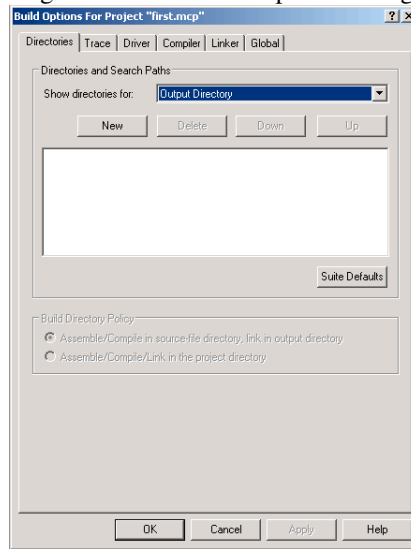 Build Options For Project "first.mcp"
Directories Trace Driver Compiler Linker Global
Directories and Search Paths
Show directories for: Output Directory
New Delete Down Up
Suite Defaults
Build Directory Policy
Assemble/Compile in source-file directory, link in output directory
Assemble/Compile/Link in the project directory
OK Cancel Apply Help